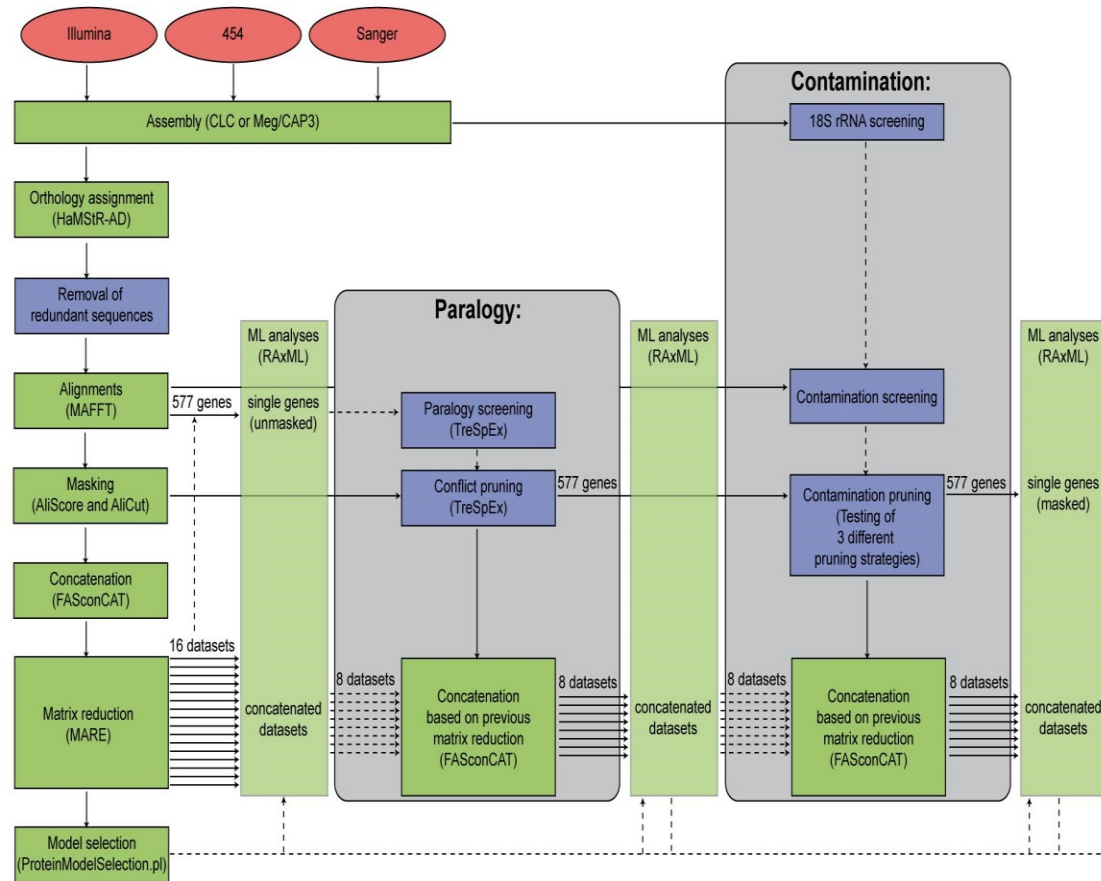 Illumina
454
Sanger
Assembly (CLC or Meg/CAP3)
Orthology assignment
(HaMStR-AD)
Removal of
redundant sequences
Alignments
(MAFFT)
577 genes
Masking
(AliScore and AliCut)
Concatenation
(FASconCAT)
16 datasets
Matrix reduction
(MARE)
Model selection
(ProteinModelSelection.pl)
ML analyses
(RAxML)
single genes
(unmasked)
concatenated
datasets
Paralogy:
Paralogy screening
(TreSpEx)
Conflict pruning
(TreSpEx)
577 genes
8 datasets
Concatenation
based on previous
matrix reduction
(FASconCAT)
8 datasets
ML analyses
(RAxML)
concatenated
datasets
Contamination:
18S rRNA screening
Contamination screening
Contamination pruning
(Testing of
3 different
pruning strategies)
577 genes
8 datasets
Concatenation
based on previous
matrix reduction
(FASconCAT)
8 datasets
ML analyses
(RAxML)
single genes
(masked)
concatenated
datasets